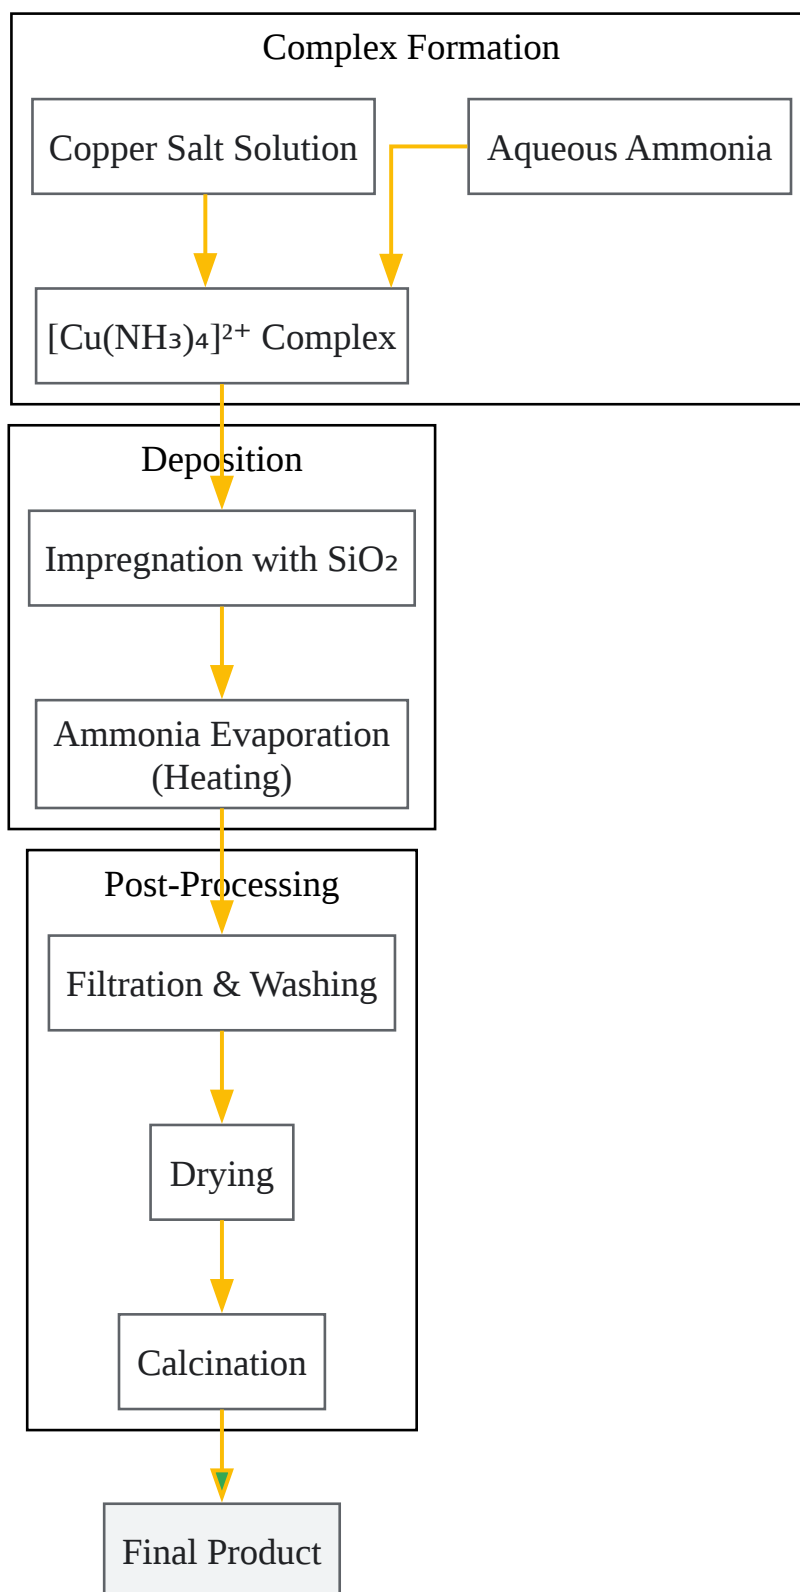 Complex Formation
Copper Salt Solution
Aqueous Ammonia
[Cu(NH₃)₄]²⁺ Complex
Deposition
Impregnation with SiO₂
Ammonia Evaporation
(Heating)
Post-Processing
Filtration & Washing
Drying
Calcination
Final Product